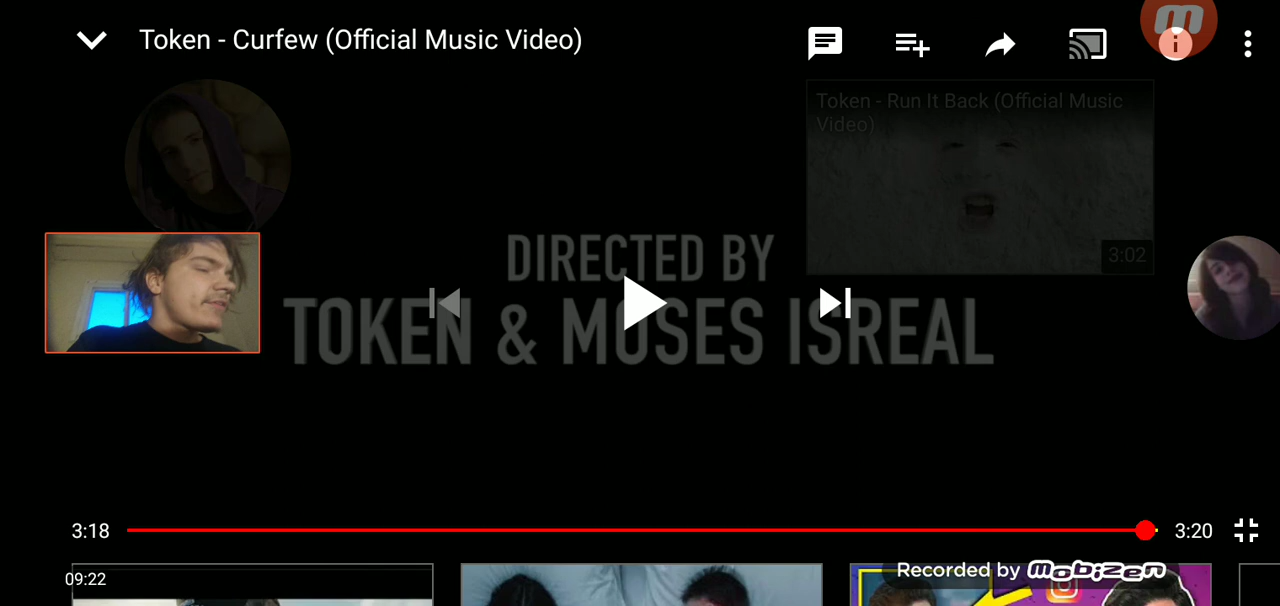 Token - Curfew (Official Music Video)
Token - Run It Back (Official Music
Video)
3:02
DIRECTED BY
TOKEN & MOSES ISREAL
3:18
3:20
09:22
Recorded by mobizen